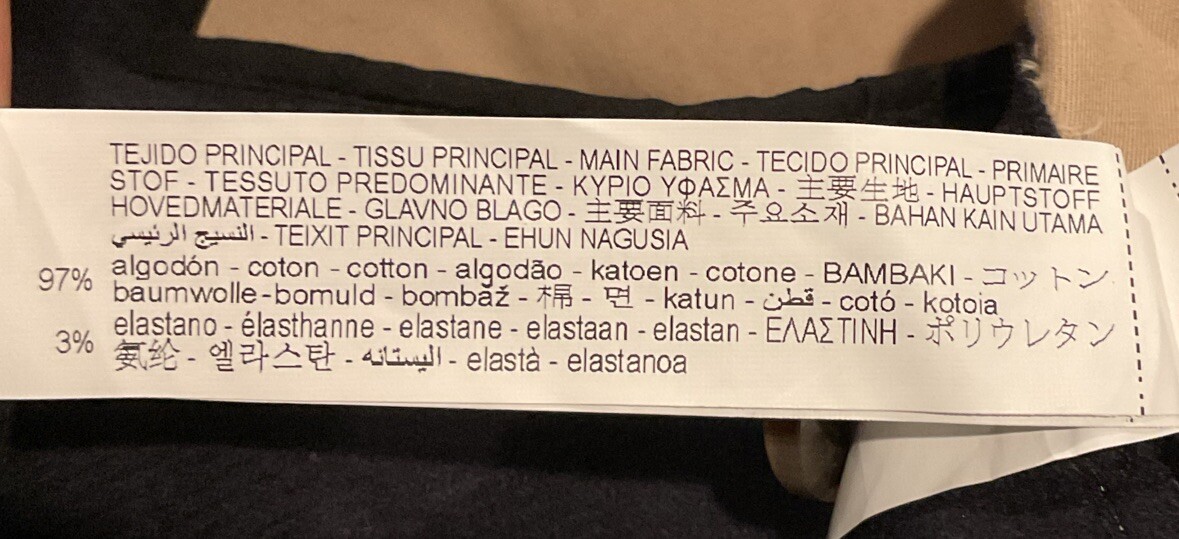 TEJIDO PRINCIPAL - TISSU PRINCIPAL - MAIN FABRIC - TECIDO PRINCIPAL - PRIMAIRE
STOF - TESSUTO PREDOMINANTE - ΚΥΡΙΟ ΥΦΑΣΜΑ - 主要生地 - HAUPTSTOFF
HOVEDMATERIALE - GLAVNO BLAGO - 主要面料 - 주요소재 - BAHAN KAIN UTAMA
النسيج الرئيسي - TEIXIT PRINCIPAL - EHUN NAGUSIA
97% algodón - coton - cotton - algodão - katoen - cotone - BAMBAKI - コットン
baumwolle - bomuld - bombaž - 棉 - 면 - katun - قطن - cotó - kotoia
3% elastano - élasthanne - elastane - elastaan - elastan - ΕΛΑΣΤΙΝΗ - ポリウレタン
氨纶 - 엘라스탄 - اليستانه - elastà - elastanoa